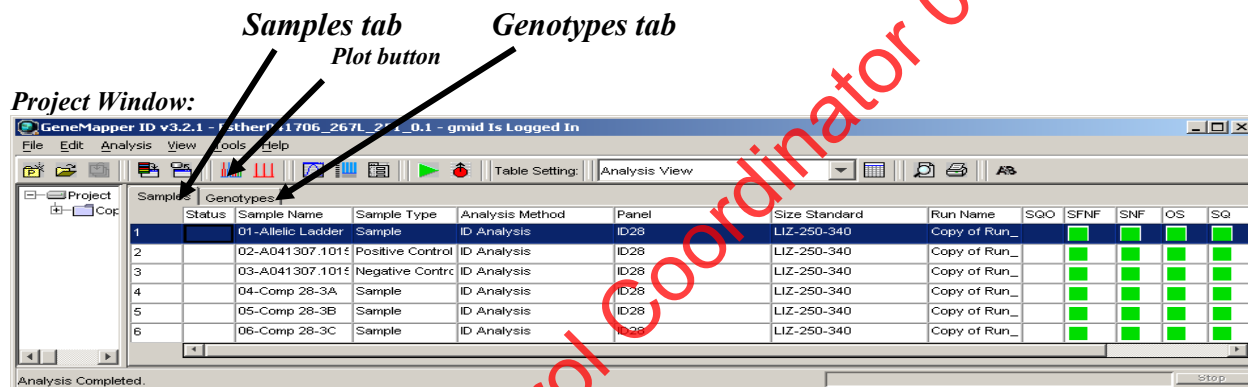 Samples tab Genotypes tab
Plot button
Project Window:
GeneMapper ID v3.2.1 - gmid Is Logged In
File Edit Analysis View Tools Help
Table Setting: Analysis View
Project Samples Genotypes
Cop
Status Sample Name Sample Type Analysis Method Panel Size Standard Run Name SQO SFNF SNF OS SQ
1 01-Allelic Ladder Sample ID Analysis ID28 LIZ-250-340 Copy of Run_
2 02-A041307.1015 Positive Control ID Analysis ID28 LIZ-250-340 Copy of Run_
3 03-A041307.1015 Negative Contrc ID Analysis ID28 LIZ-250-340 Copy of Run_
4 04-Comp 28-3A Sample ID Analysis ID28 LIZ-250-340 Copy of Run_
5 05-Comp 28-3B Sample ID Analysis ID28 LIZ-250-340 Copy of Run_
6 06-Comp 28-3C Sample ID Analysis ID28 LIZ-250-340 Copy of Run_
Analysis Completed. Stop
rol Coordinator